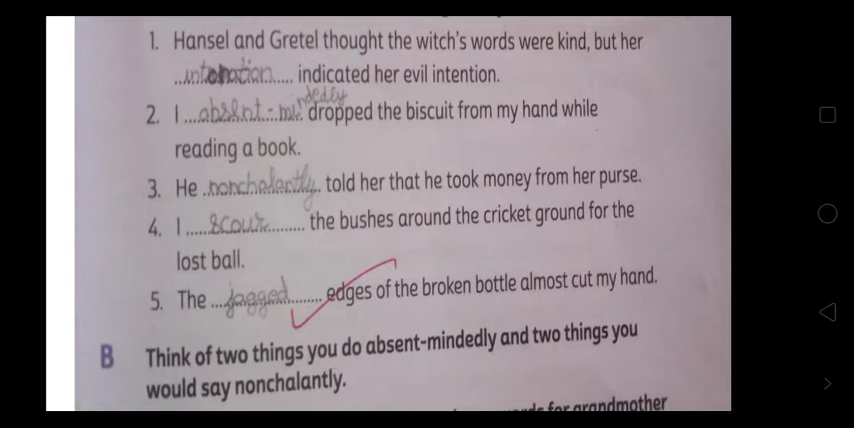 1. Hansel and Gretel thought the witch's words were kind, but her
...intonation..... indicated her evil intention.
2. I ...absent-mindedly dropped the biscuit from my hand while
reading a book.
3. He ..nonchalantly.. told her that he took money from her purse.
4. I .....scour......... the bushes around the cricket ground for the
lost ball.
5. The ...jagged........ edges of the broken bottle almost cut my hand.
B Think of two things you do absent-mindedly and two things you
would say nonchalantly.
for grandmother